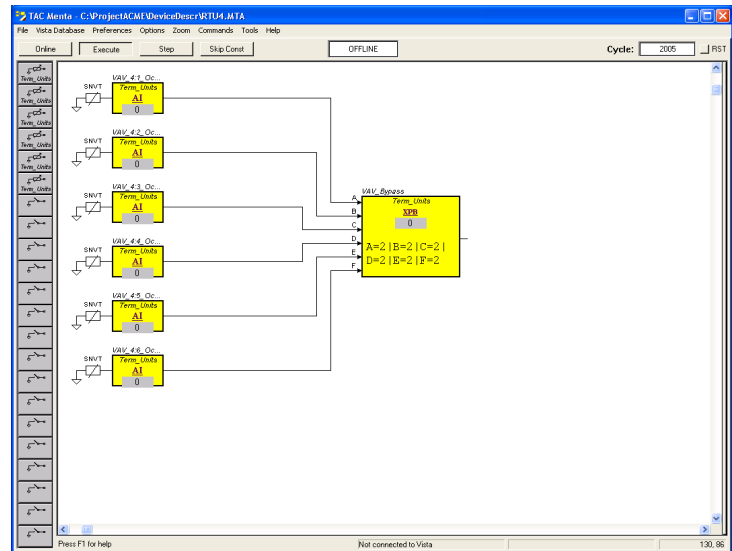 TAC Menta - C:\ProjectACME\DeviceDescr\RTU4.MTA
File Vista Database Preferences Options Zoom Commands Tools Help
Online Execute Step Skip Const OFFLINE Cycle: 2005 RST
Term_Units
Term_Units
Term_Units
Term_Units
Term_Units
Term_Units
VAV_4:1_Oc...
SNVT Term_Units
AI
0
VAV_4:2_Oc...
SNVT Term_Units
AI
0
VAV_4:3_Oc...
SNVT Term_Units
AI
0
VAV_4:4_Oc...
SNVT Term_Units
AI
0
VAV_4:5_Oc...
SNVT Term_Units
AI
0
VAV_4:6_Oc...
SNVT Term_Units
AI
0
VAV_Bypass
A Term_Units
B XPB
0
C
D A=2|B=2|C=2|
E D=2|E=2|F=2
F
Press F1 for help Not connected to Vista 130, 86